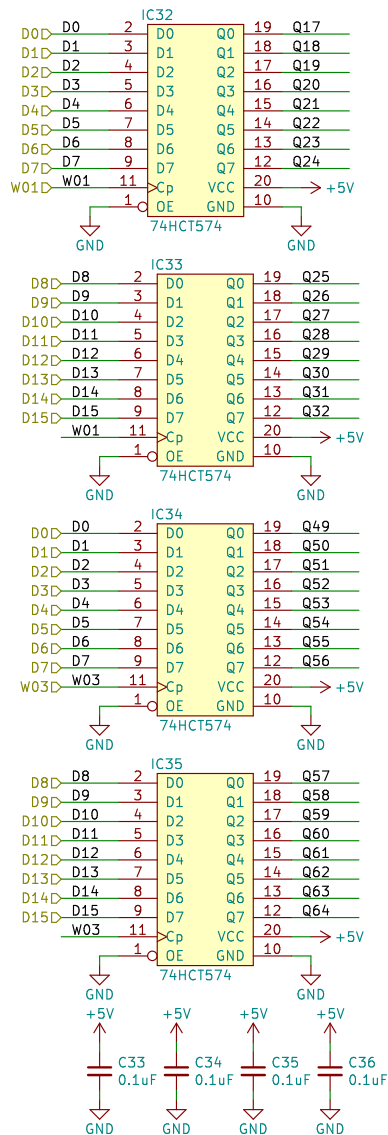 IC32
D0 D0 2 D0 Q0 19 Q17
D1 D1 3 D1 Q1 18 Q18
D2 D2 4 D2 Q2 17 Q19
D3 D3 5 D3 Q3 16 Q20
D4 D4 6 D4 Q4 15 Q21
D5 D5 7 D5 Q5 14 Q22
D6 D6 8 D6 Q6 13 Q23
D7 D7 9 D7 Q7 12 Q24
W01 W01 11 Cp VCC 20 +5V
1 OE GND 10
GND 74HCT574 GND
IC33
D8 D8 2 D0 Q0 19 Q25
D9 D9 3 D1 Q1 18 Q26
D10 D10 4 D2 Q2 17 Q27
D11 D11 5 D3 Q3 16 Q28
D12 D12 6 D4 Q4 15 Q29
D13 D13 7 D5 Q5 14 Q30
D14 D14 8 D6 Q6 13 Q31
D15 D15 9 D7 Q7 12 Q32
W01 11 Cp VCC 20 +5V
1 OE GND 10
GND 74HCT574 GND
IC34
D0 D0 2 D0 Q0 19 Q49
D1 D1 3 D1 Q1 18 Q50
D2 D2 4 D2 Q2 17 Q51
D3 D3 5 D3 Q3 16 Q52
D4 D4 6 D4 Q4 15 Q53
D5 D5 7 D5 Q5 14 Q54
D6 D6 8 D6 Q6 13 Q55
D7 D7 9 D7 Q7 12 Q56
W03 W03 11 Cp VCC 20 +5V
1 OE GND 10
GND 74HCT574 GND
IC35
D8 D8 2 D0 Q0 19 Q57
D9 D9 3 D1 Q1 18 Q58
D10 D10 4 D2 Q2 17 Q59
D11 D11 5 D3 Q3 16 Q60
D12 D12 6 D4 Q4 15 Q61
D13 D13 7 D5 Q5 14 Q62
D14 D14 8 D6 Q6 13 Q63
D15 D15 9 D7 Q7 12 Q64
W03 11 Cp VCC 20 +5V
1 OE GND 10
GND 74HCT574 GND
+5V +5V +5V +5V
C33 C34 C35 C36
0.1uF 0.1uF 0.1uF 0.1uF
GND GND GND GND